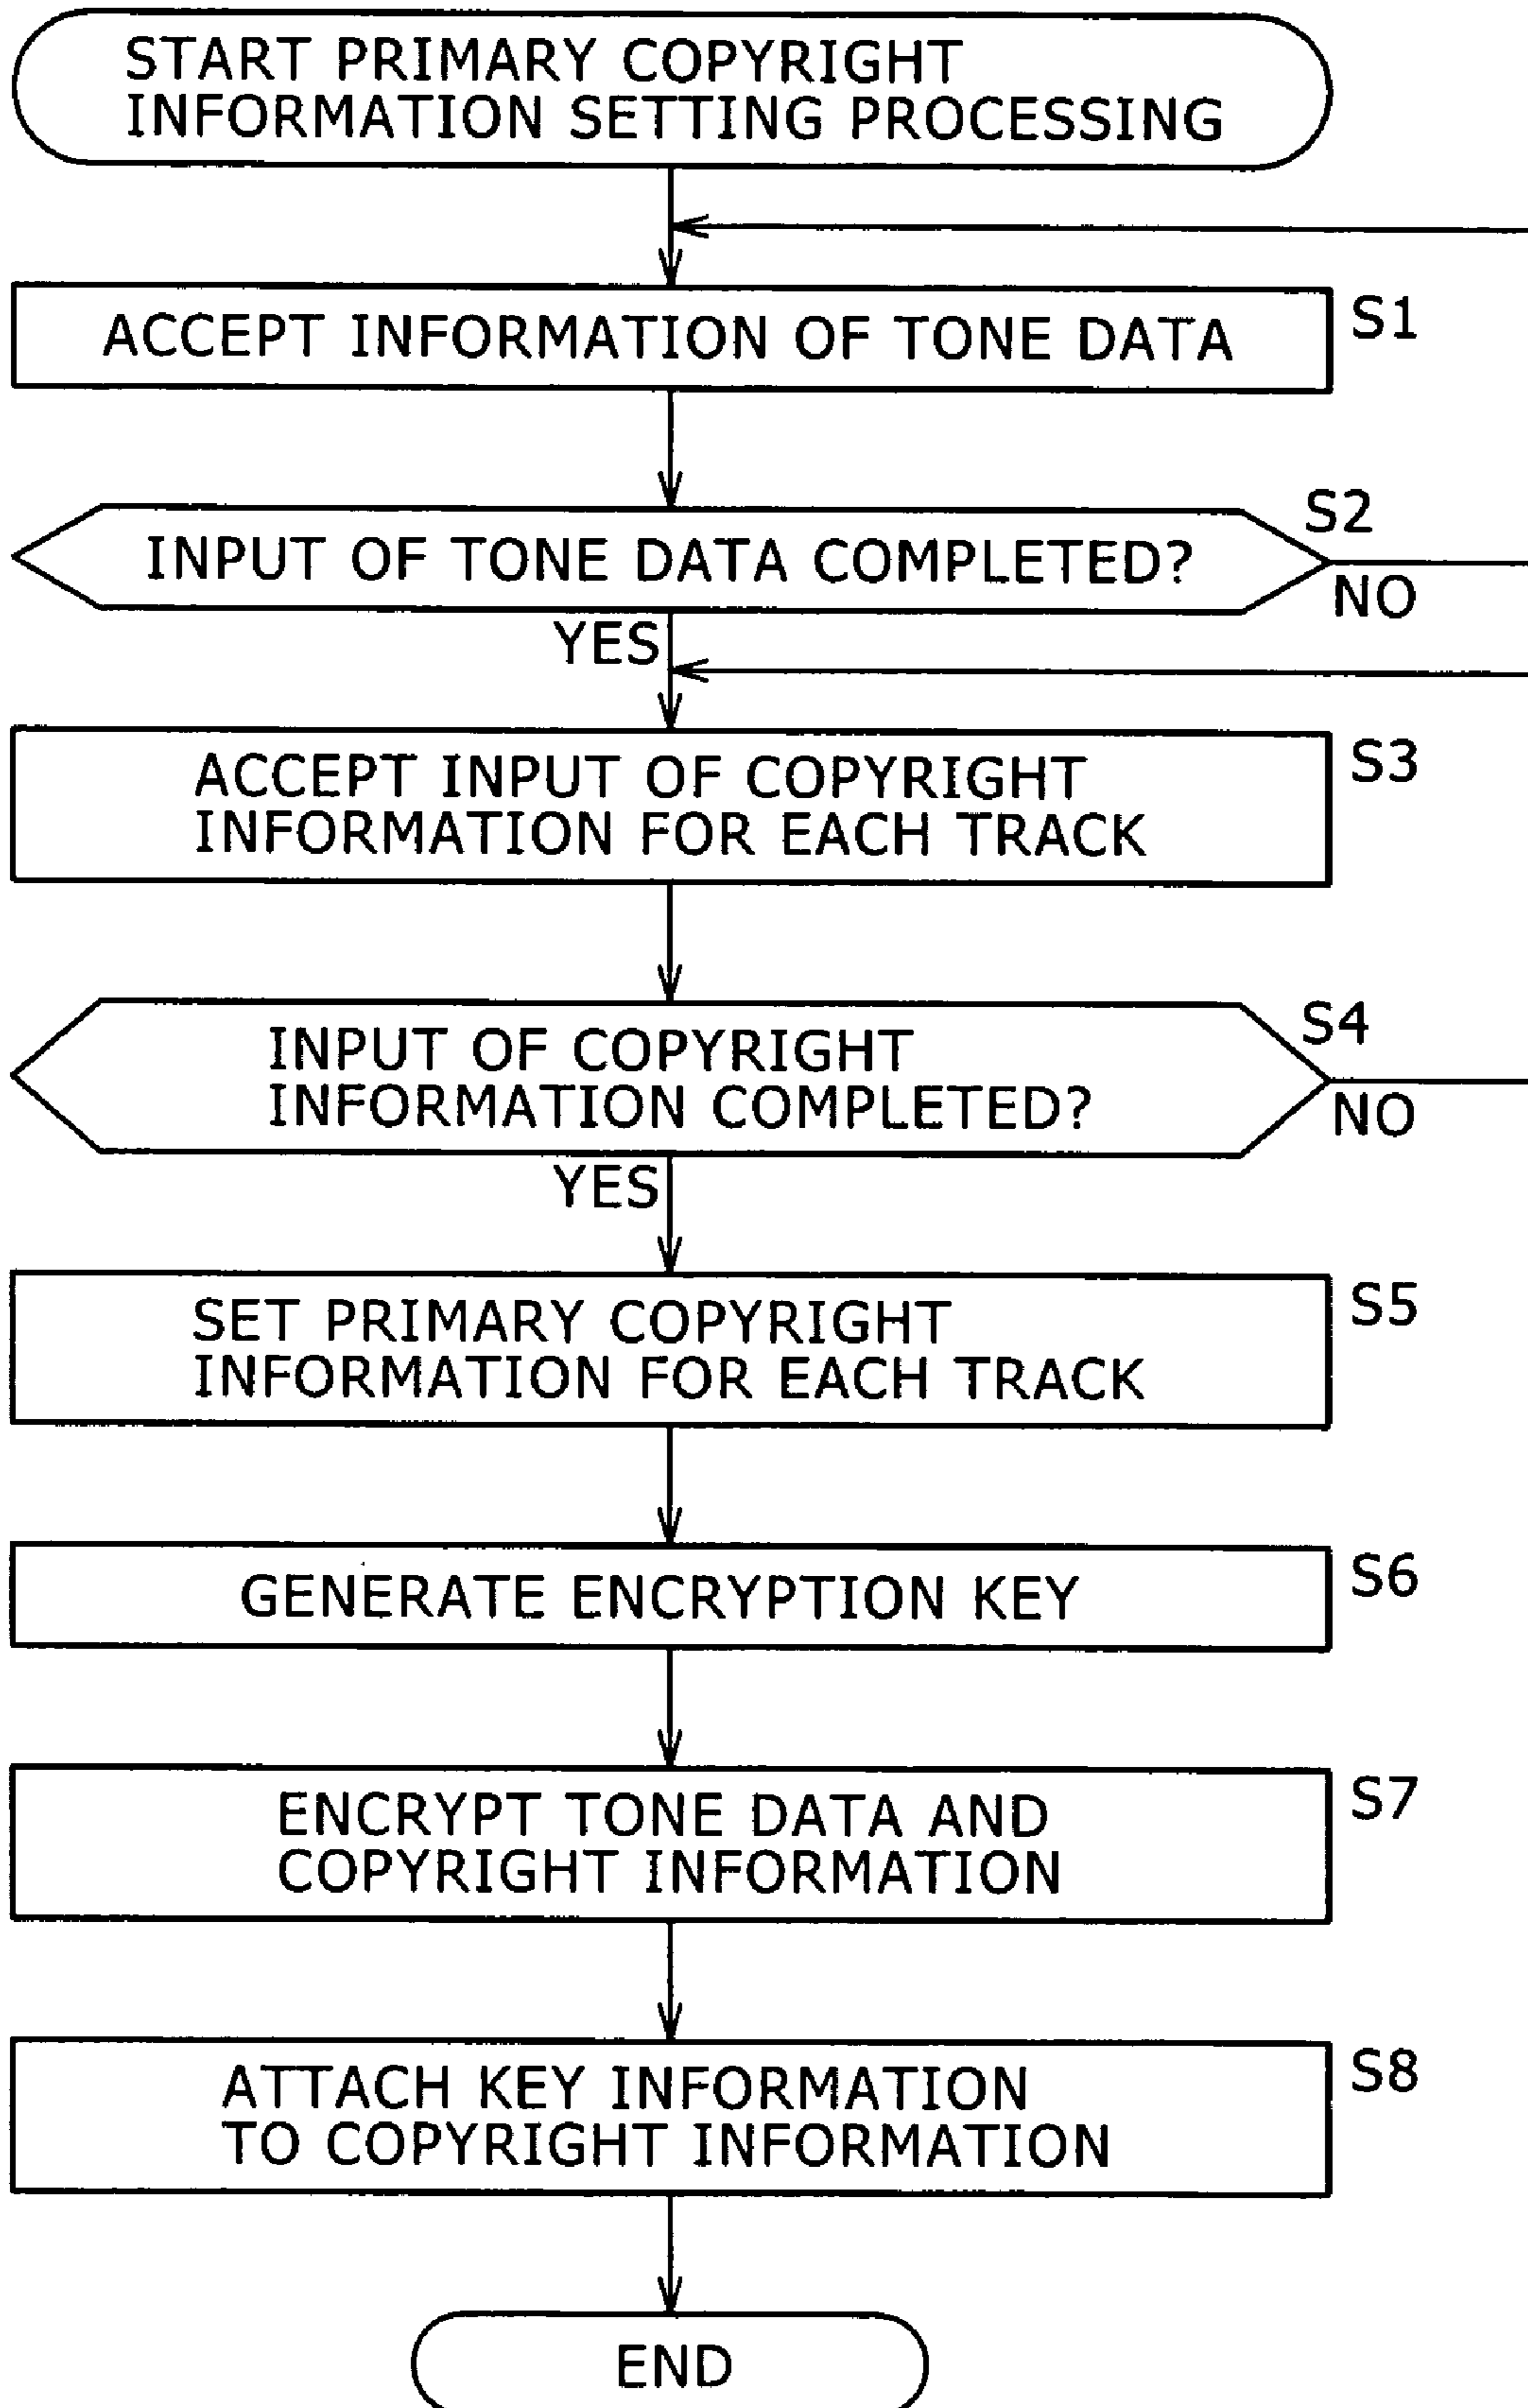 START PRIMARY COPYRIGHT
INFORMATION SETTING PROCESSING
ACCEPT INFORMATION OF TONE DATA
S1
INPUT OF TONE DATA COMPLETED?
S2
NO
YES
ACCEPT INPUT OF COPYRIGHT
INFORMATION FOR EACH TRACK
S3
INPUT OF COPYRIGHT
INFORMATION COMPLETED?
S4
NO
YES
SET PRIMARY COPYRIGHT
INFORMATION FOR EACH TRACK
S5
GENERATE ENCRYPTION KEY
S6
ENCRYPT TONE DATA AND
COPYRIGHT INFORMATION
S7
ATTACH KEY INFORMATION
TO COPYRIGHT INFORMATION
S8
END